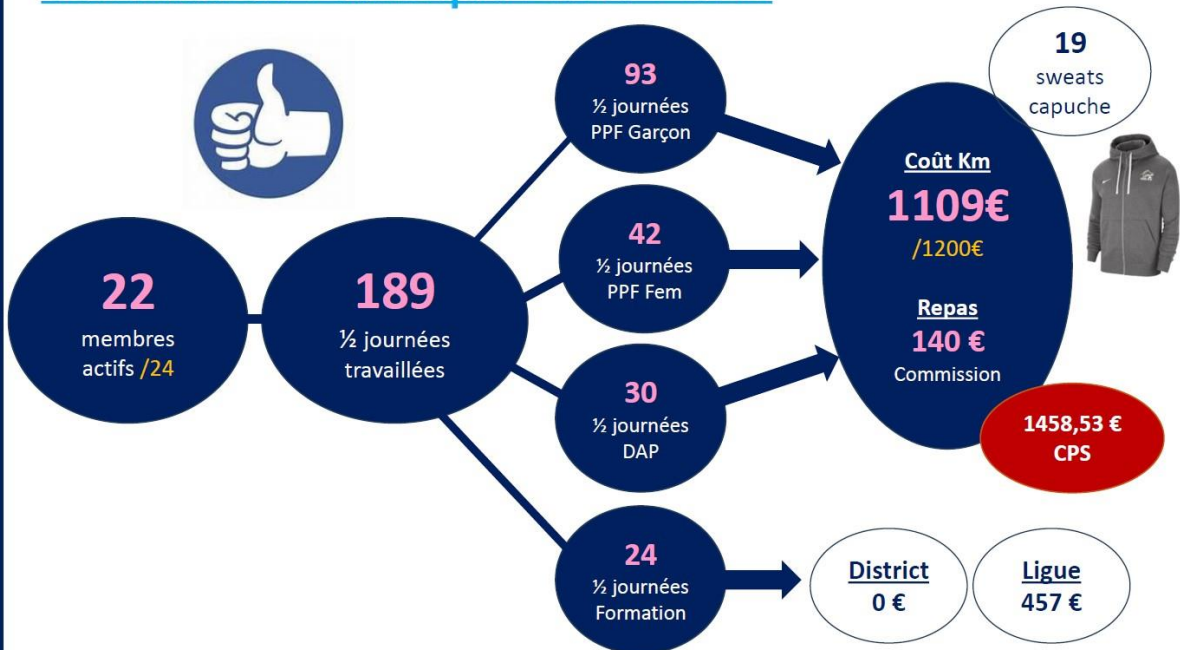 22
membres
actifs /24
189
½ journées
travaillées
93
½ journées
PPF Garçon
42
½ journées
PPF Fem
30
½ journées
DAP
24
½ journées
Formation
19
sweats
capuche
Coût Km
1109€
/1200€
Repas
140 €
Commission
1458,53 €
CPS
District
0 €
Ligue
457 €